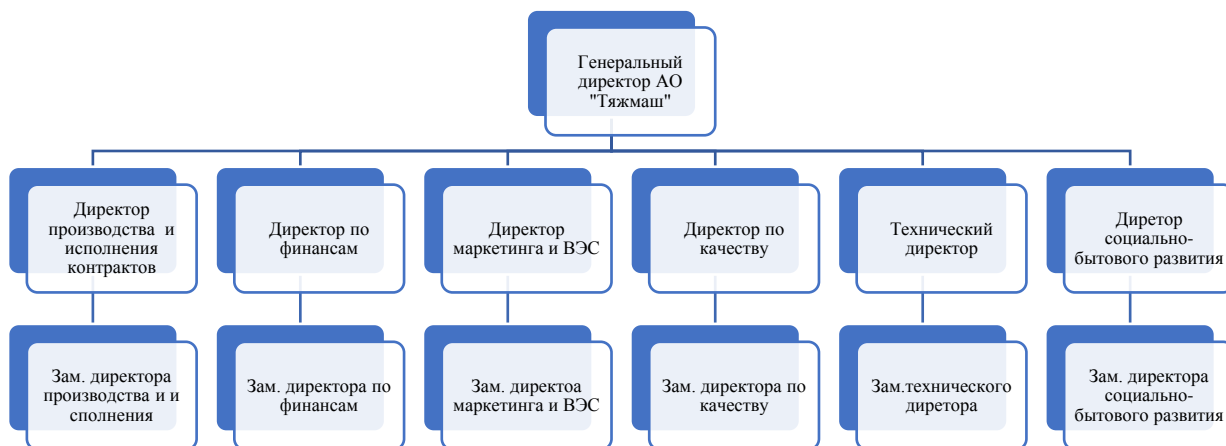 Генеральный
директор АО
"Тяжмаш"
Директор
производства и
исполнения
контрактов
Директор по
финансам
Директор
маркетинга и ВЭС
Директор по
качеству
Технический
директор
Диретор
социально-
бытового развития
Зам. директора
производства и и
сполнения
Зам. директора по
финансам
Зам. директоа
маркетинга и ВЭС
Зам. директора по
качеству
Зам.технического
диретора
Зам. директора
социально-
бытового развития